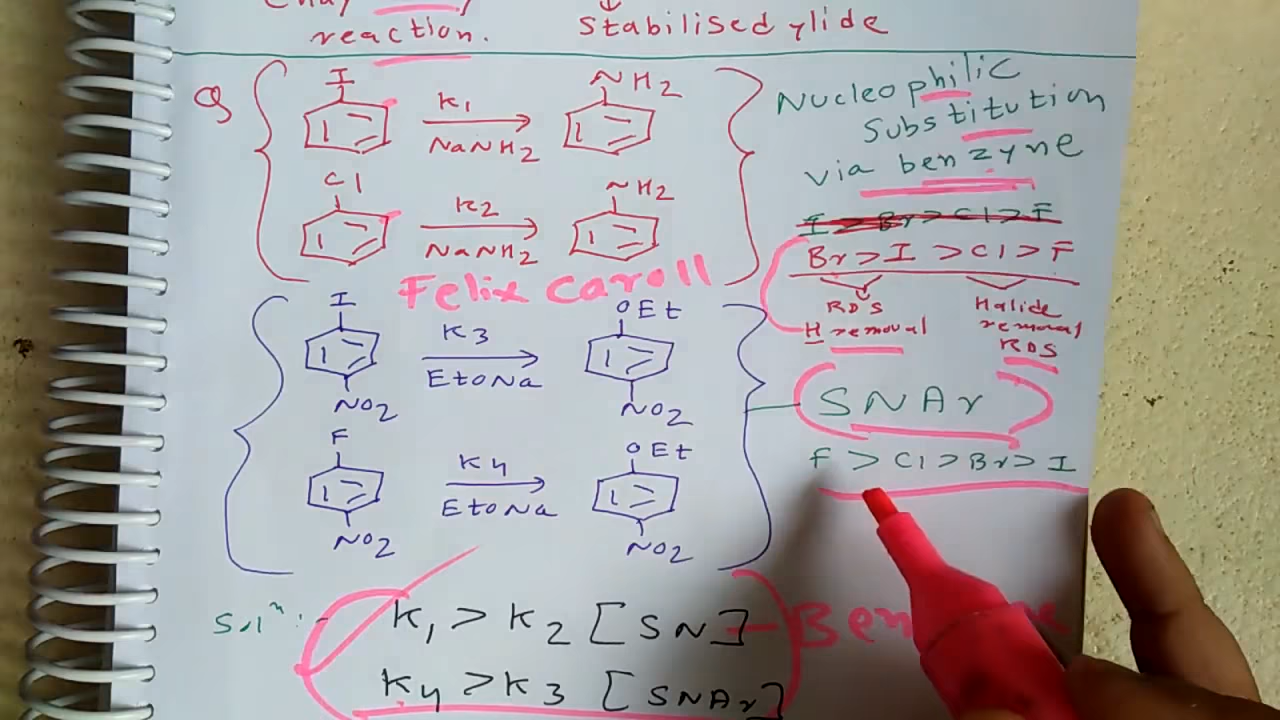 reaction.
Stabilised ylide
Q
I
K1
NaNH2
NH2
Cl
K2
NaNH2
NH2
Nucleophilic
Substitution
via benzyne
I > Br > Cl > F
Br > I > Cl > F
RDS
H removal
Halide
removal
RDS
Felix Caroll
I
NO2
K3
EtONa
OEt
NO2
F
NO2
K4
EtONa
OEt
NO2
SNAr
F > Cl > Br > I
Soln:
K1 > K2 [SN]
K4 > K3 [SNAr]